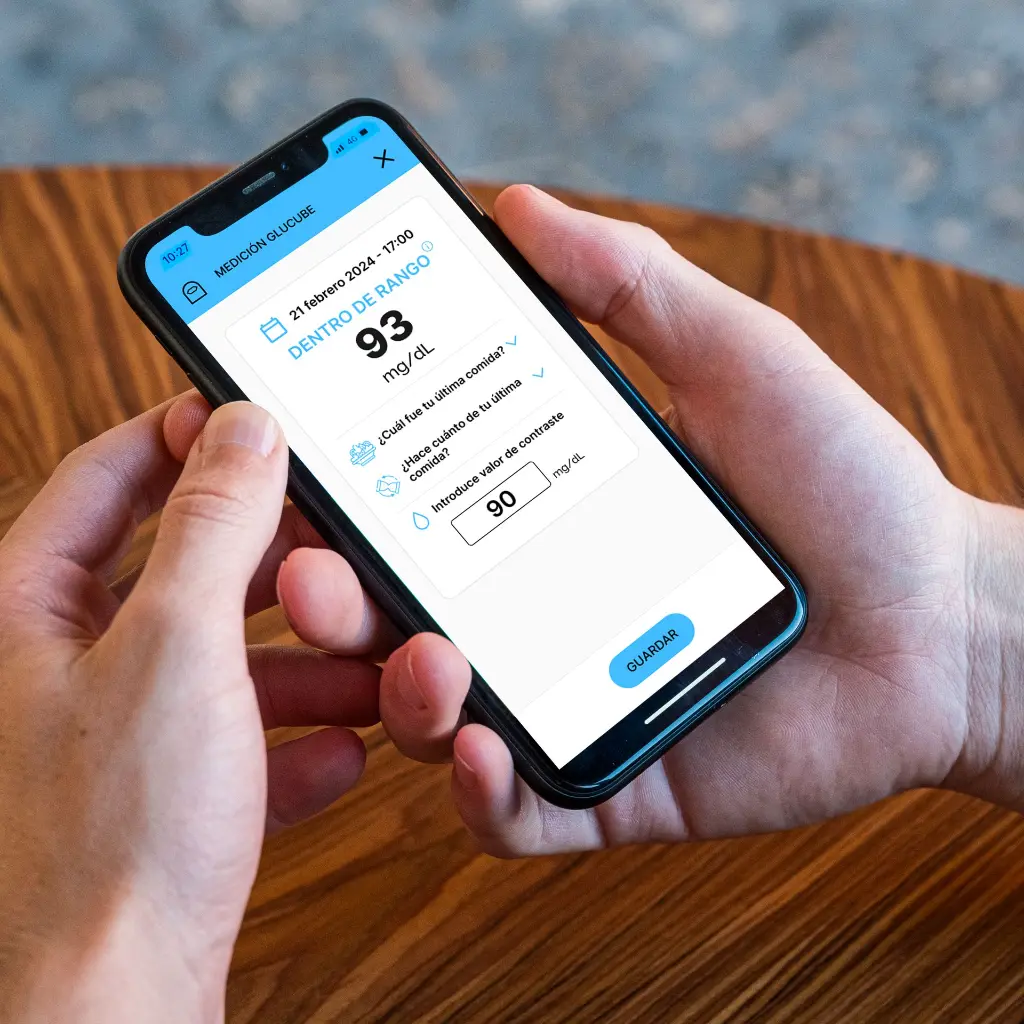 10:27
4G
MEDICIÓN GLUCUBE
21 febrero 2024 - 17:00
DENTRO DE RANGO
93
mg/dL
¿Cuál fue tu última comida?
¿Hace cuánto de tu última
comida?
Introduce valor de contraste
90 mg/dL
GUARDAR